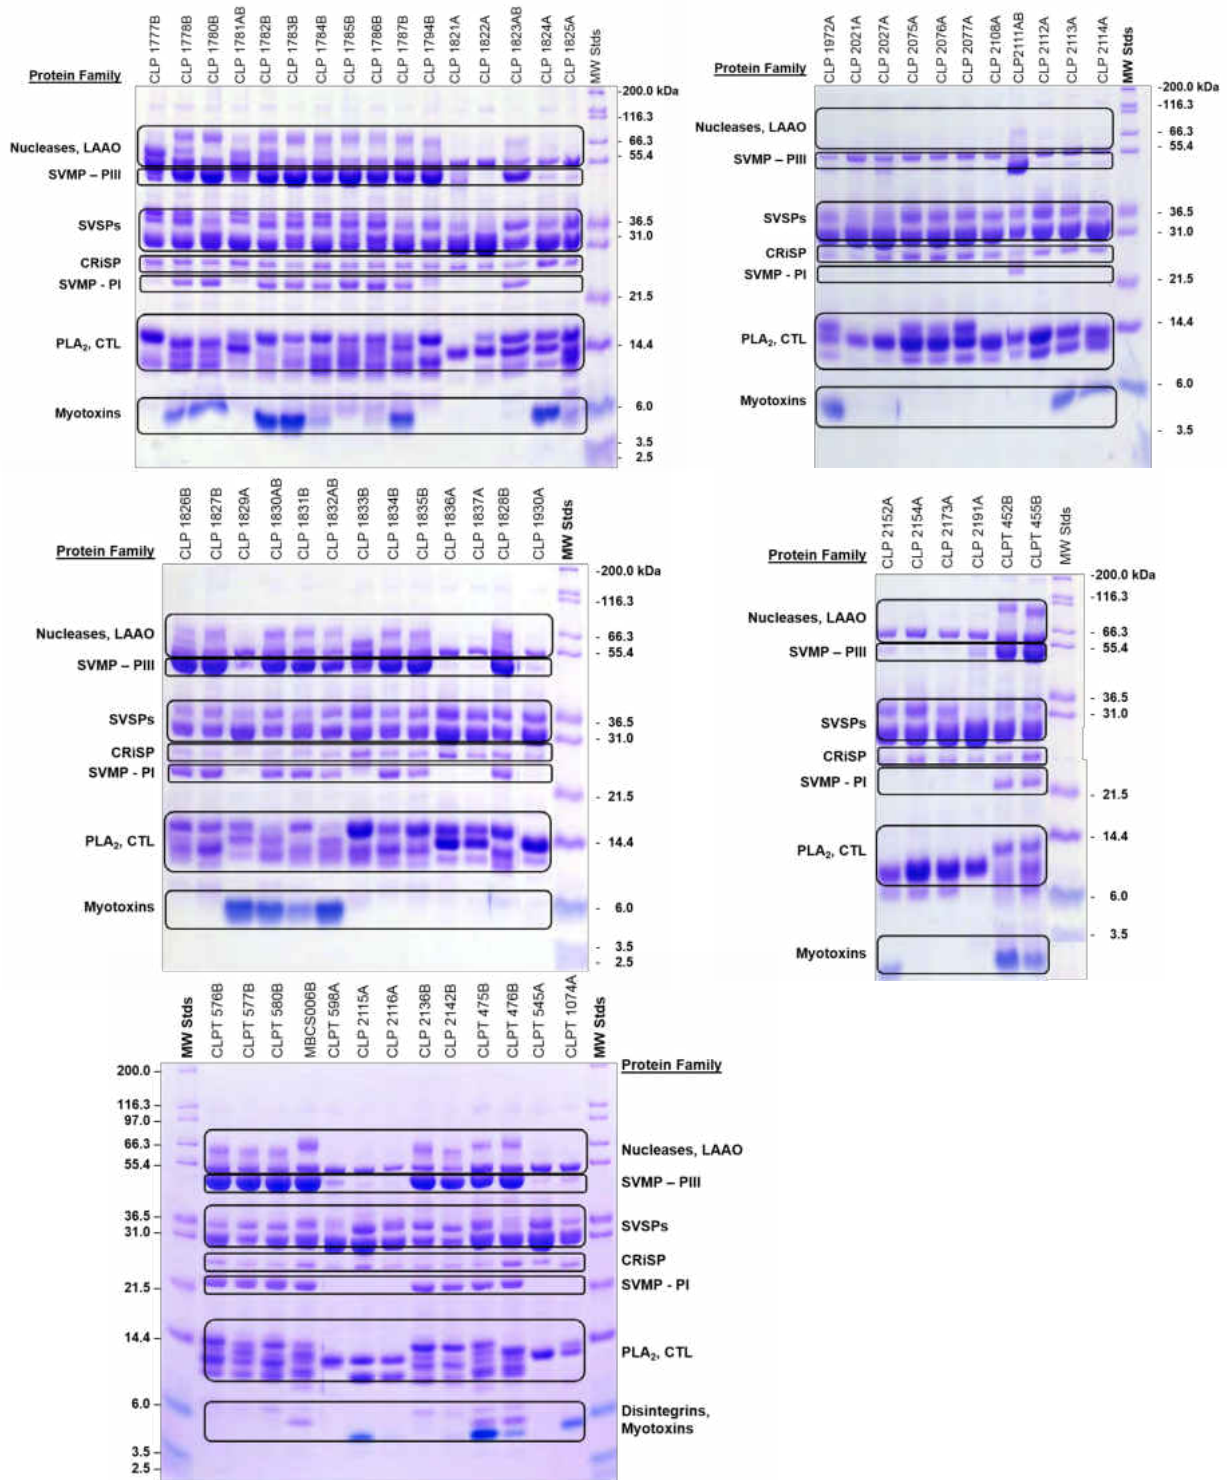 CLP 1777B
CLP 1778B
CLP 1780B
CLP 1781AB
CLP 1782B
CLP 1783B
CLP 1784B
CLP 1785B
CLP 1786B
CLP 1787B
CLP 1794B
CLP 1821A
CLP 1822A
CLP 1823AB
CLP 1824A
CLP 1825A
MW Stds
Protein Family
Nucleases, LAAO
SVMP – PIII
SVSPs
CRiSP
SVMP - PI
PLA₂, CTL
Myotoxins
-200.0 kDa
-116.3
- 66.3
- 55.4
- 36.5
- 31.0
- 21.5
- 14.4
- 6.0
- 3.5
- 2.5
CLP 1972A
CLP 2021A
CLP 2027A
CLP 2075A
CLP 2076A
CLP 2077A
CLP 2108A
CLP2111AB
CLP 2112A
CLP 2113A
CLP 2114A
MW Stds
Protein Family
Nucleases, LAAO
SVMP – PIII
SVSPs
CRiSP
SVMP - PI
PLA₂, CTL
Myotoxins
-200.0 kDa
-116.3
- 66.3
- 55.4
- 36.5
- 31.0
- 21.5
- 14.4
- 6.0
- 3.5
CLP 1826B
CLP 1827B
CLP 1829A
CLP 1830AB
CLP 1831B
CLP 1832AB
CLP 1833B
CLP 1834B
CLP 1835B
CLP 1836A
CLP 1837A
CLP 1828B
CLP 1930A
MW Stds
Protein Family
Nucleases, LAAO
SVMP – PIII
SVSPs
CRiSP
SVMP - PI
PLA₂, CTL
Myotoxins
-200.0 kDa
-116.3
- 66.3
- 55.4
- 36.5
- 31.0
- 21.5
- 14.4
- 6.0
- 3.5
- 2.5
CLP 2152A
CLP 2154A
CLP 2173A
CLP 2191A
CLPT 452B
CLPT 455B
MW Stds
Protein Family
Nucleases, LAAO
SVMP – PIII
SVSPs
CRiSP
SVMP - PI
PLA₂, CTL
Myotoxins
-200.0 kDa
-116.3
- 66.3
- 55.4
- 36.5
- 31.0
- 21.5
- 14.4
- 6.0
- 3.5
MW Stds
CLPT 576B
CLPT 577B
CLPT 580B
MBCS006B
CLPT 598A
CLP 2115A
CLP 2116A
CLP 2136B
CLP 2142B
CLPT 475B
CLPT 476B
CLPT 545A
CLPT 1074A
MW Stds
200.0 –
116.3 –
97.0 –
66.3 –
55.4 –
36.5 –
31.0 –
21.5 –
14.4 –
6.0 –
3.5 –
2.5 –
Protein Family
Nucleases, LAAO
SVMP – PIII
SVSPs
CRiSP
SVMP - PI
PLA₂, CTL
Disintegrins,
Myotoxins